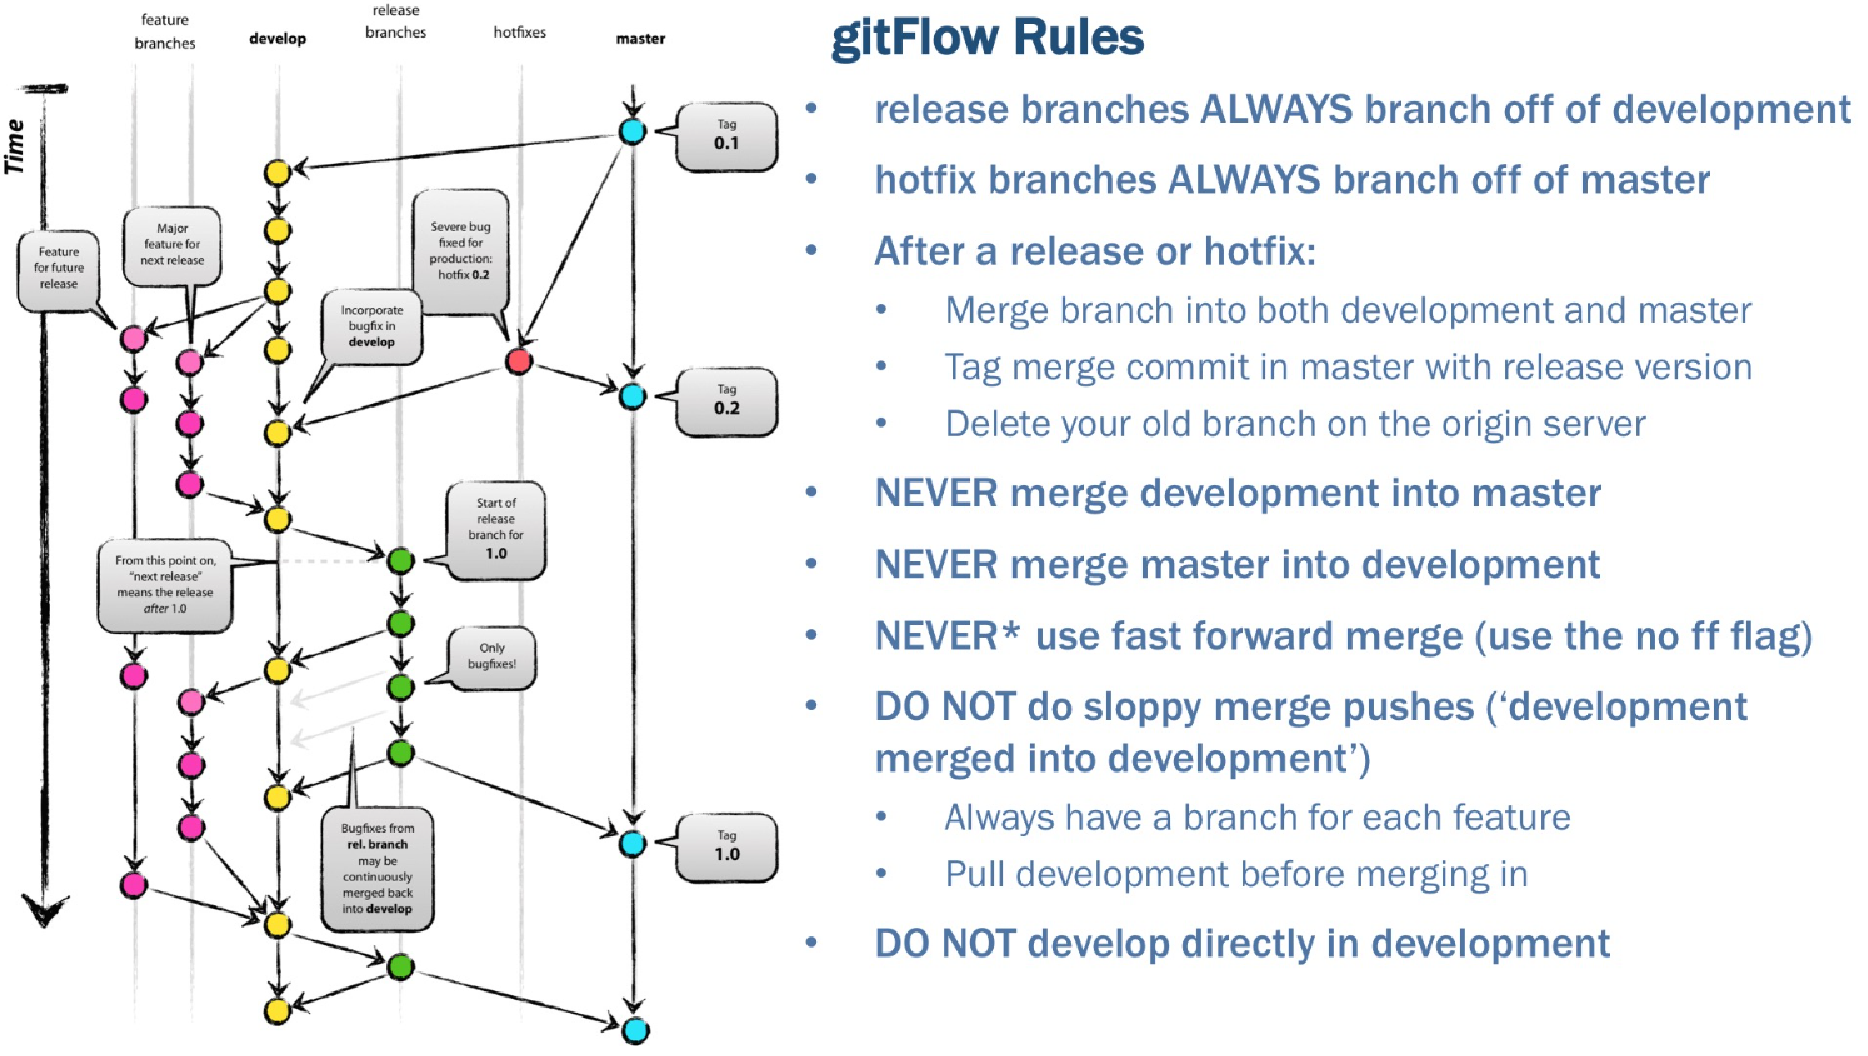 feature
branches
develop
release
branches
hotfixes
master
Time
Tag
0.1
Feature
for future
release
Major
feature for
next release
Severe bug
fixed for
production:
hotfix 0.2
Incorporate
bugfix in
develop
Tag
0.2
Start of
release
branch for
1.0
From this point on,
“next release”
means the release
after 1.0
Only
bugfixes!
Bugfixes from
rel. branch
may be
continuously
merged back
into develop
Tag
1.0
gitFlow Rules
• release branches ALWAYS branch off of development
• hotfix branches ALWAYS branch off of master
• After a release or hotfix:
• Merge branch into both development and master
• Tag merge commit in master with release version
• Delete your old branch on the origin server
• NEVER merge development into master
• NEVER merge master into development
• NEVER* use fast forward merge (use the no ff flag)
• DO NOT do sloppy merge pushes (‘development
merged into development’)
• Always have a branch for each feature
• Pull development before merging in
• DO NOT develop directly in development